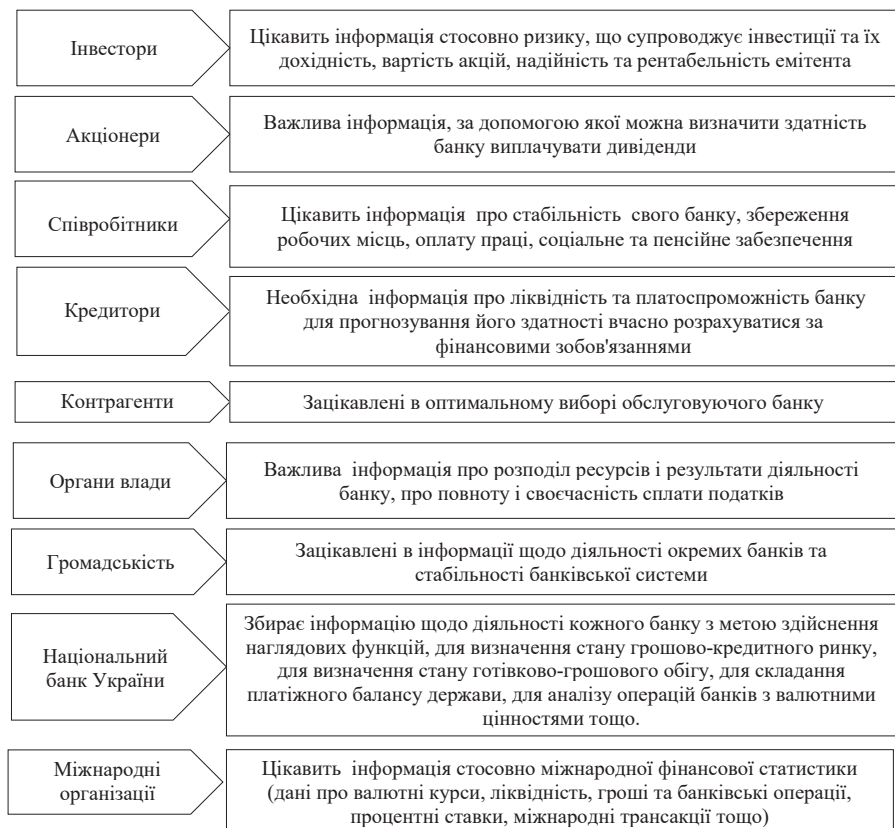 Інвестори
Цікавить інформація стосовно ризику, що супроводжує інвестиції та їх
дохідність, вартість акцій, надійність та рентабельність емітента
Акціонери
Важлива інформація, за допомогою якої можна визначити здатність
банку виплачувати дивіденди
Співробітники
Цікавить інформація про стабільність свого банку, збереження
робочих місць, оплату праці, соціальне та пенсійне забезпечення
Кредитори
Необхідна інформація про ліквідність та платоспроможність банку
для прогнозування його здатності вчасно розрахуватися за
фінансовими зобов'язаннями
Контрагенти
Зацікавлені в оптимальному виборі обслуговуючого банку
Органи влади
Важлива інформація про розподіл ресурсів і результати діяльності
банку, про повноту і своєчасність сплати податків
Громадськість
Зацікавлені в інформації щодо діяльності окремих банків та
стабільності банківської системи
Національний
банк України
Збирає інформацію щодо діяльності кожного банку з метою здійснення
наглядових функцій, для визначення стану грошово-кредитного ринку,
для визначення стану готівково-грошового обігу, для складання
платіжного балансу держави, для аналізу операцій банків з валютними
цінностями тощо.
Міжнародні
організації
Цікавить інформація стосовно міжнародної фінансової статистики
(дані про валютні курси, ліквідність, гроші та банківські операції,
процентні ставки, міжнародні трансакції тощо)